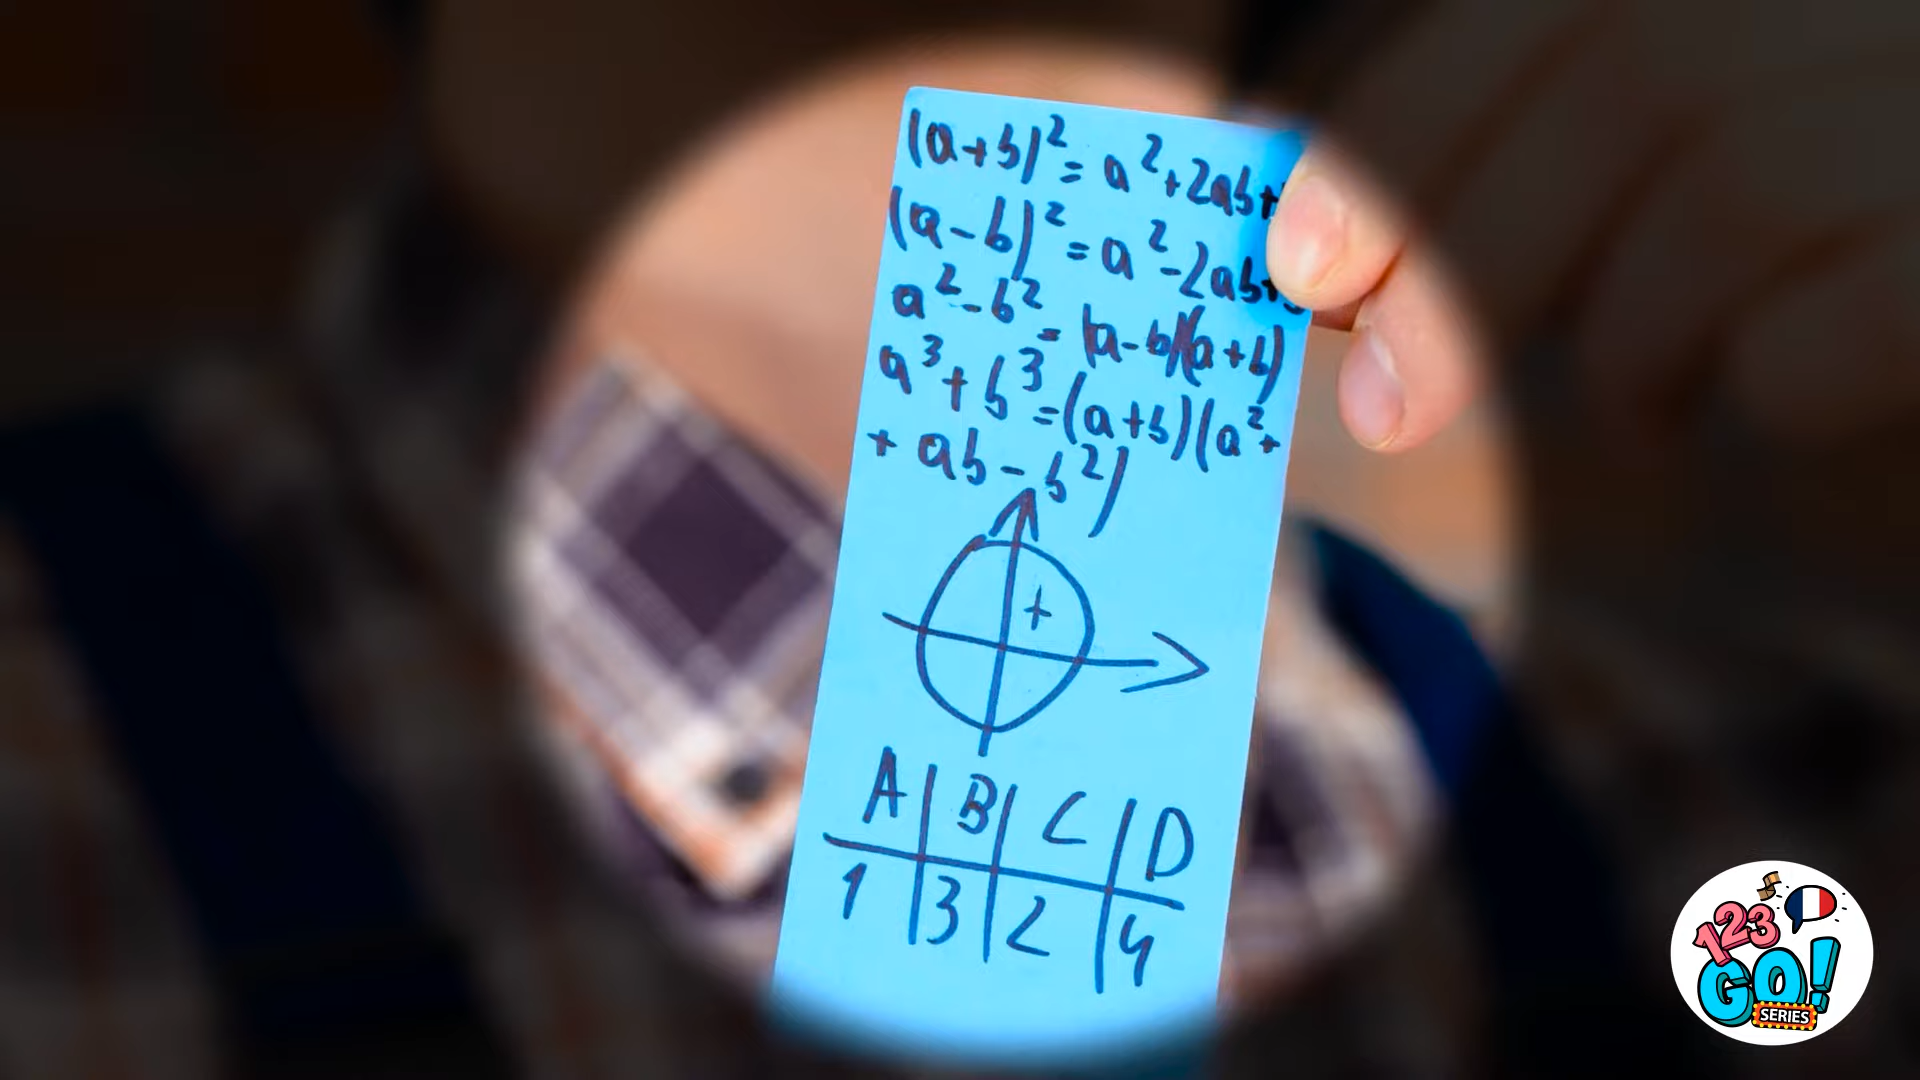 (a+b)²= a²+2ab+
(a-b)²= a²-2ab+
a²-b² = (a-b)(a+b)
a³+b³=(a+b)(a²+
+ ab-b²)
+
A | B | C | D
1 | 3 | 2 | 4
123
GO!
SERIES